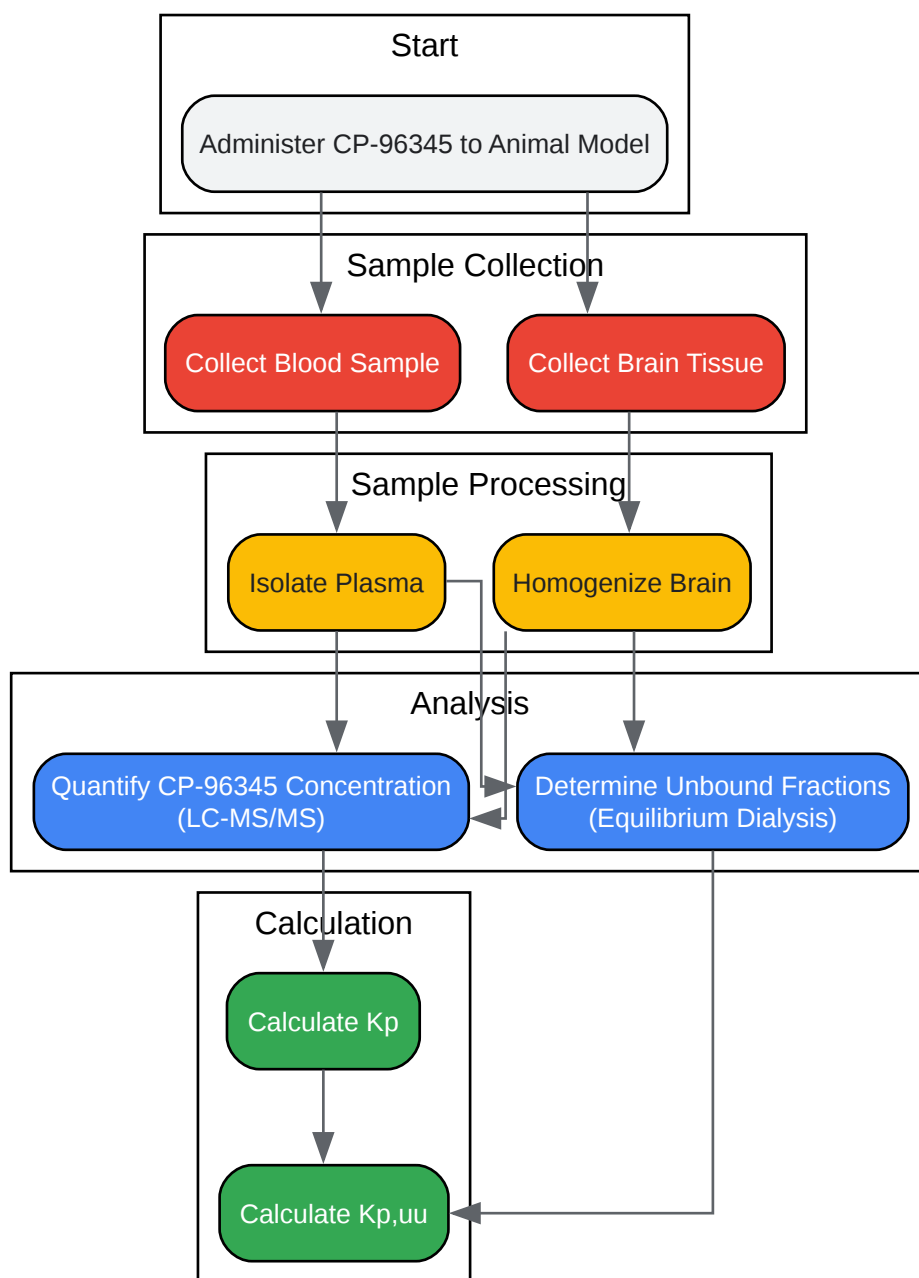 Start
Administer CP-96345 to Animal Model
Sample Collection
Collect Blood Sample
Collect Brain Tissue
Sample Processing
Isolate Plasma
Homogenize Brain
Analysis
Quantify CP-96345 Concentration
(LC-MS/MS)
Determine Unbound Fractions
(Equilibrium Dialysis)
Calculation
Calculate Kp
Calculate Kp,uu